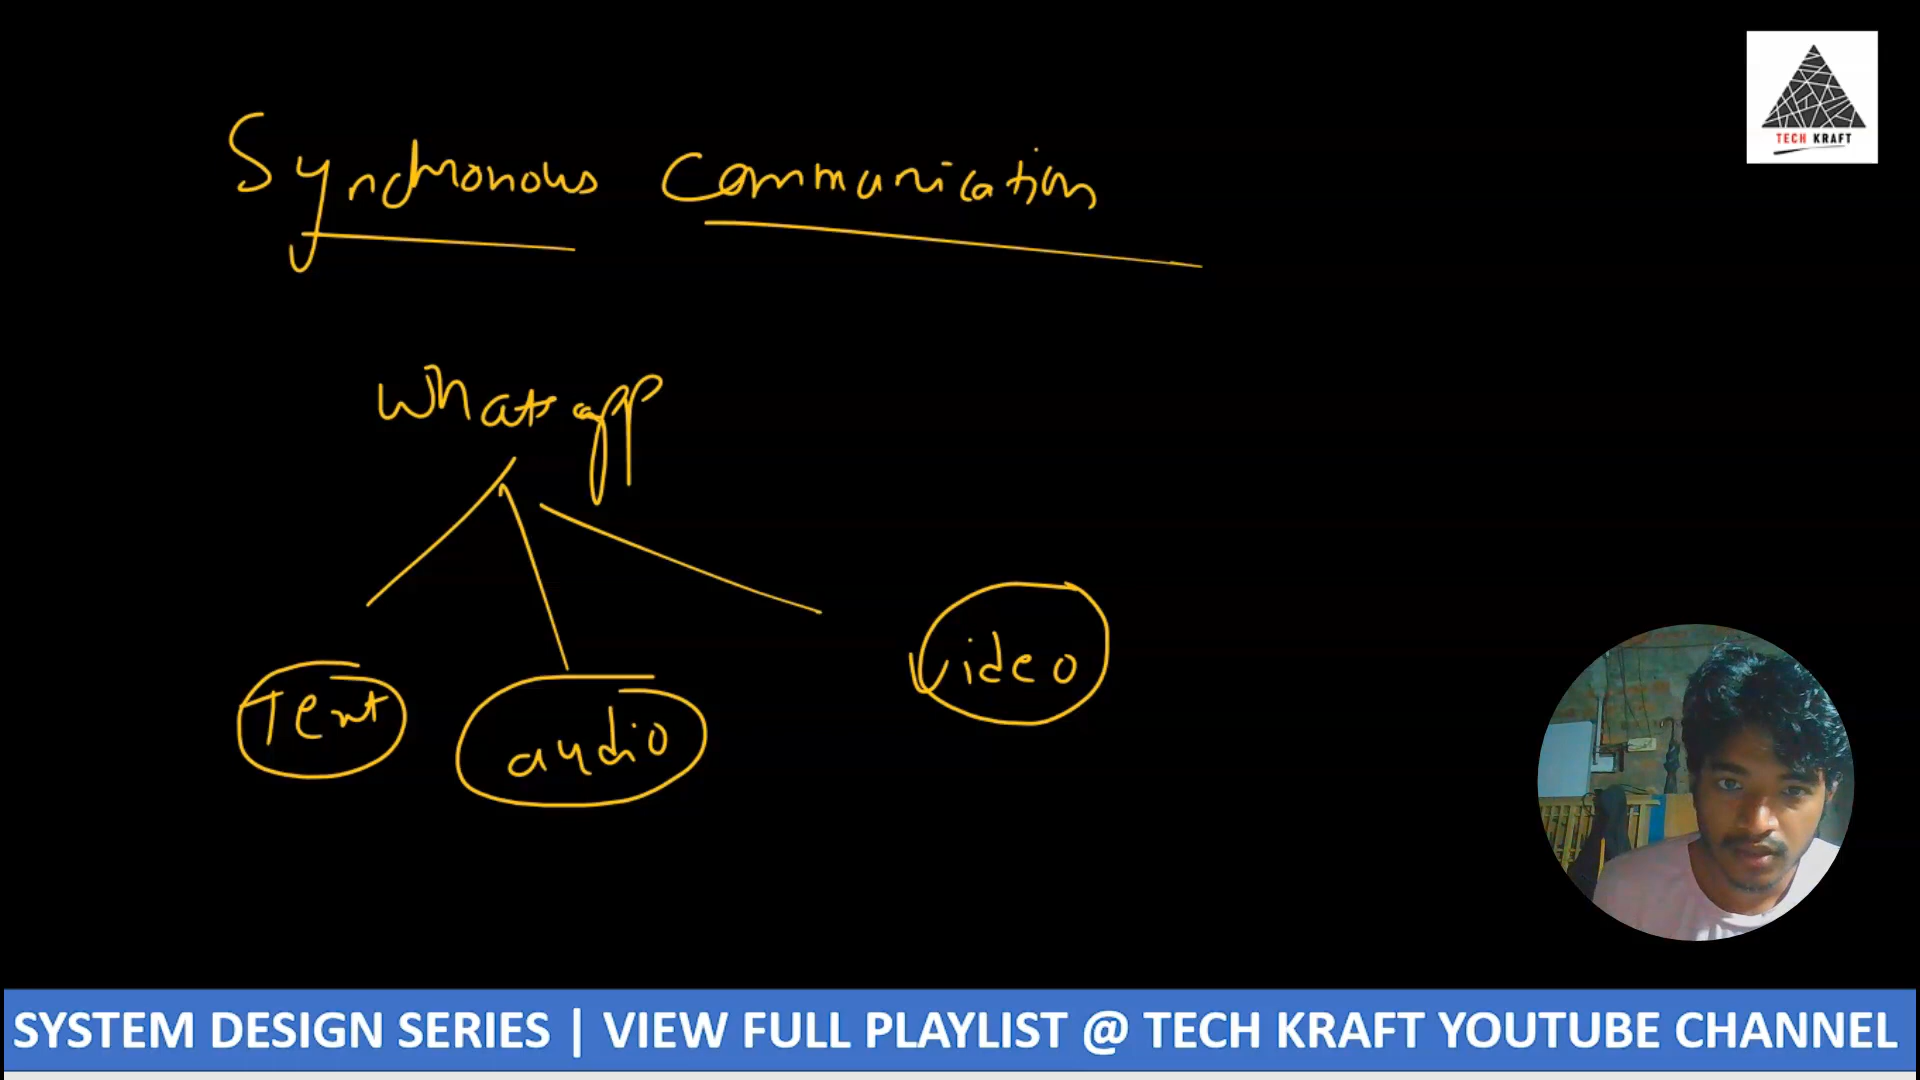 TECH KRAFT
Synchronous Communication
Whatsapp
Text audio video
SYSTEM DESIGN SERIES | VIEW FULL PLAYLIST @ TECH KRAFT YOUTUBE CHANNEL